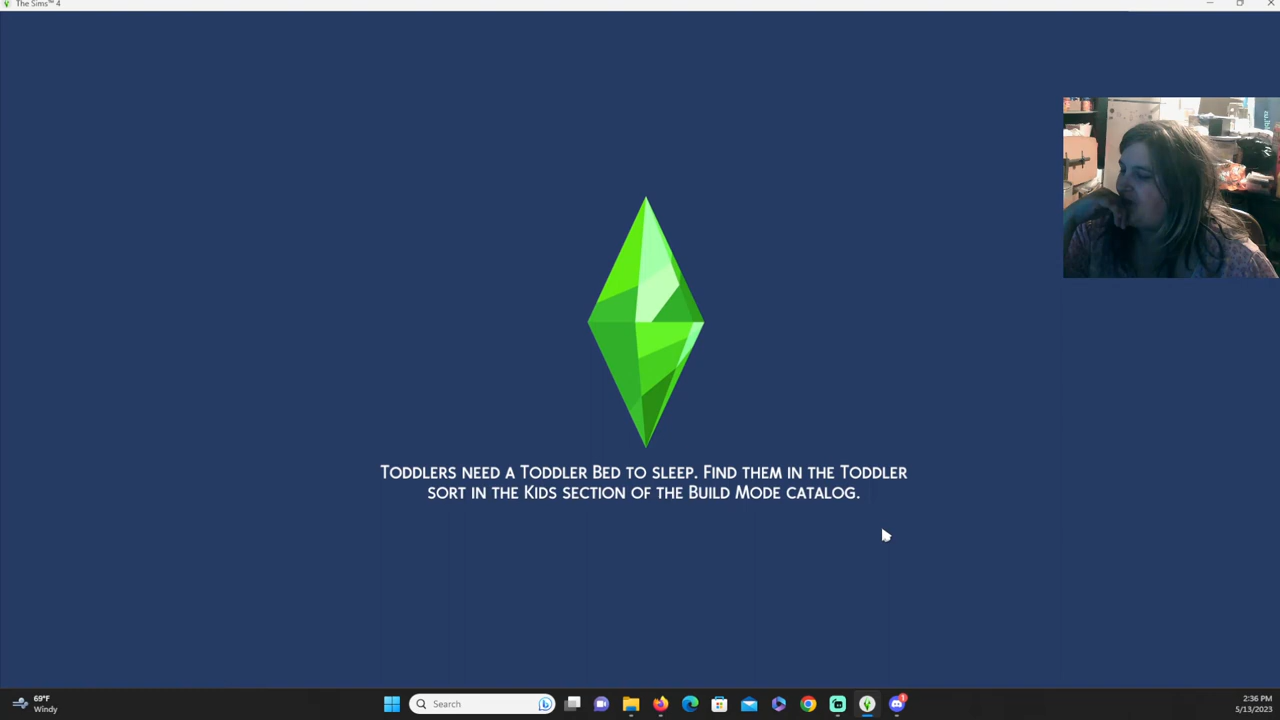 The Sims™ 4
TODDLERS NEED A TODDLER BED TO SLEEP. FIND THEM IN THE TODDLER
SORT IN THE KIDS SECTION OF THE BUILD MODE CATALOG.
69°F
Windy
Search
1
2:36 PM
5/13/2023